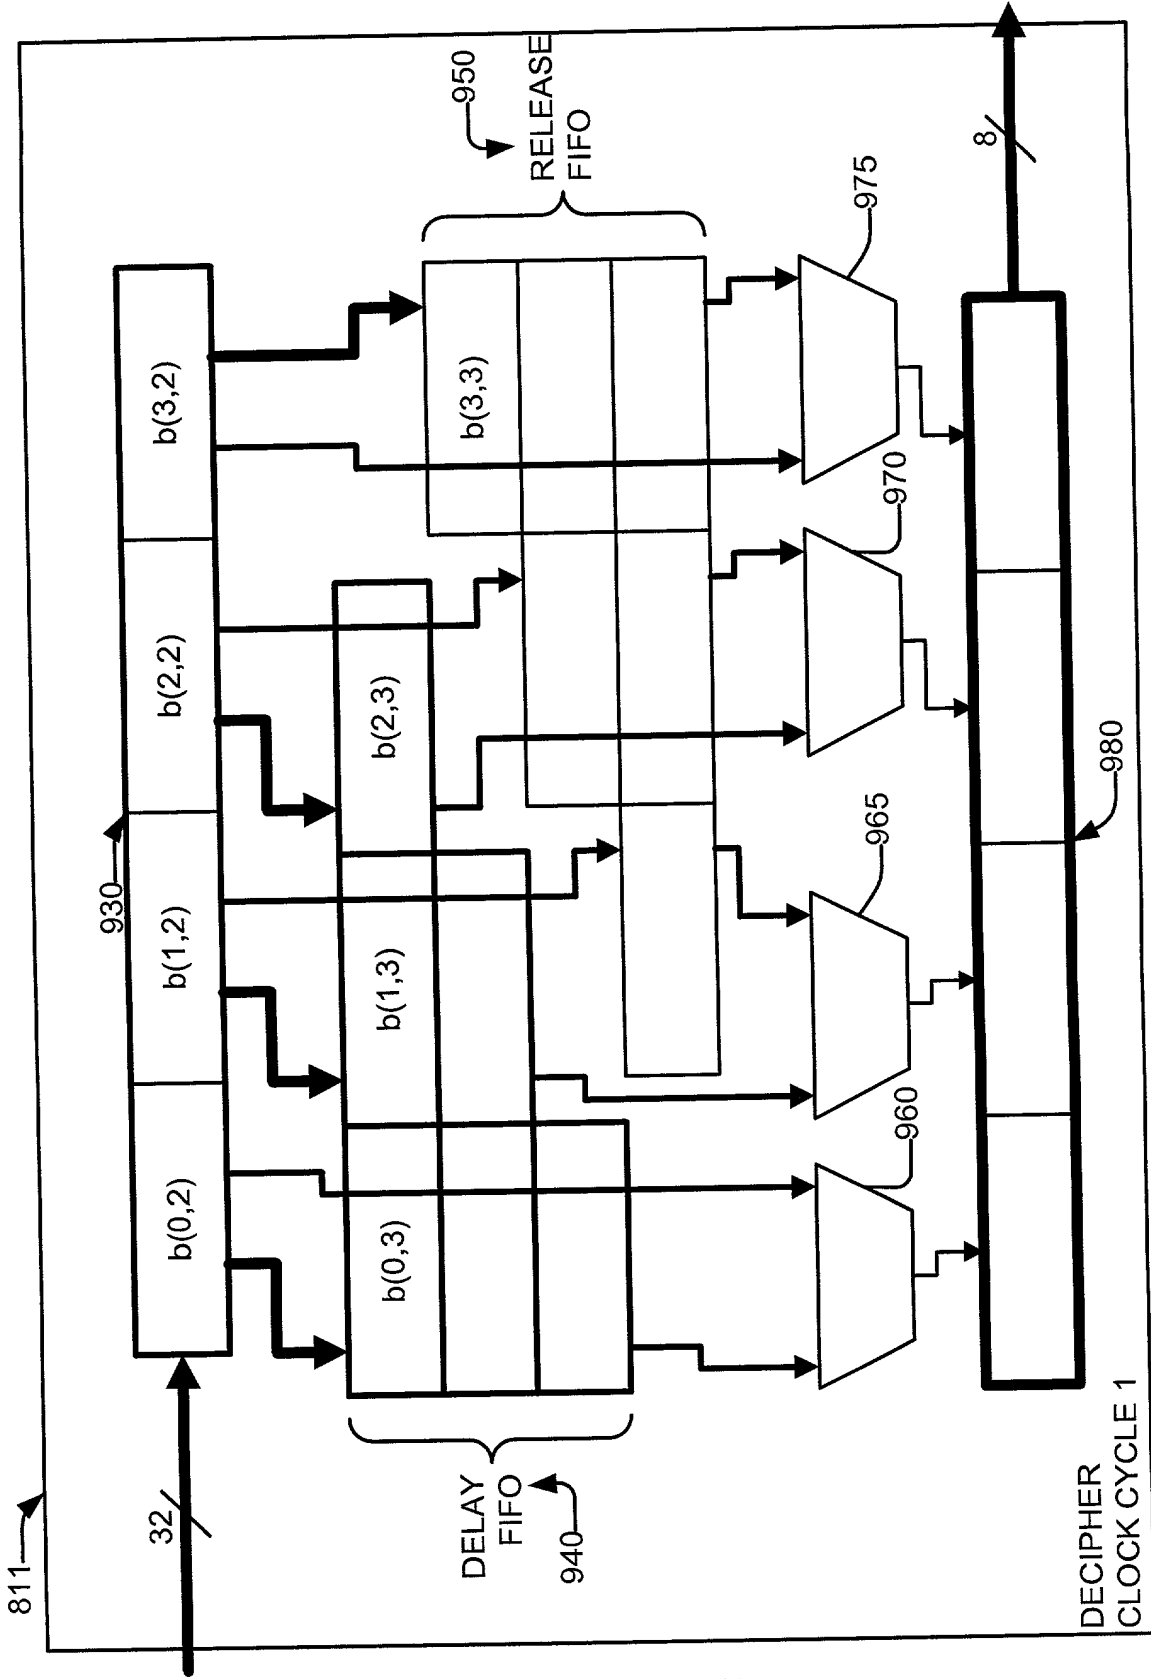 811
32
930
b(0,2)
b(1,2)
b(2,2)
b(3,2)
DELAY
FIFO
940
b(0,3)
b(1,3)
b(2,3)
b(3,3)
950
RELEASE
FIFO
960
965
970
975
980
8
DECIPHER
CLOCK CYCLE 1